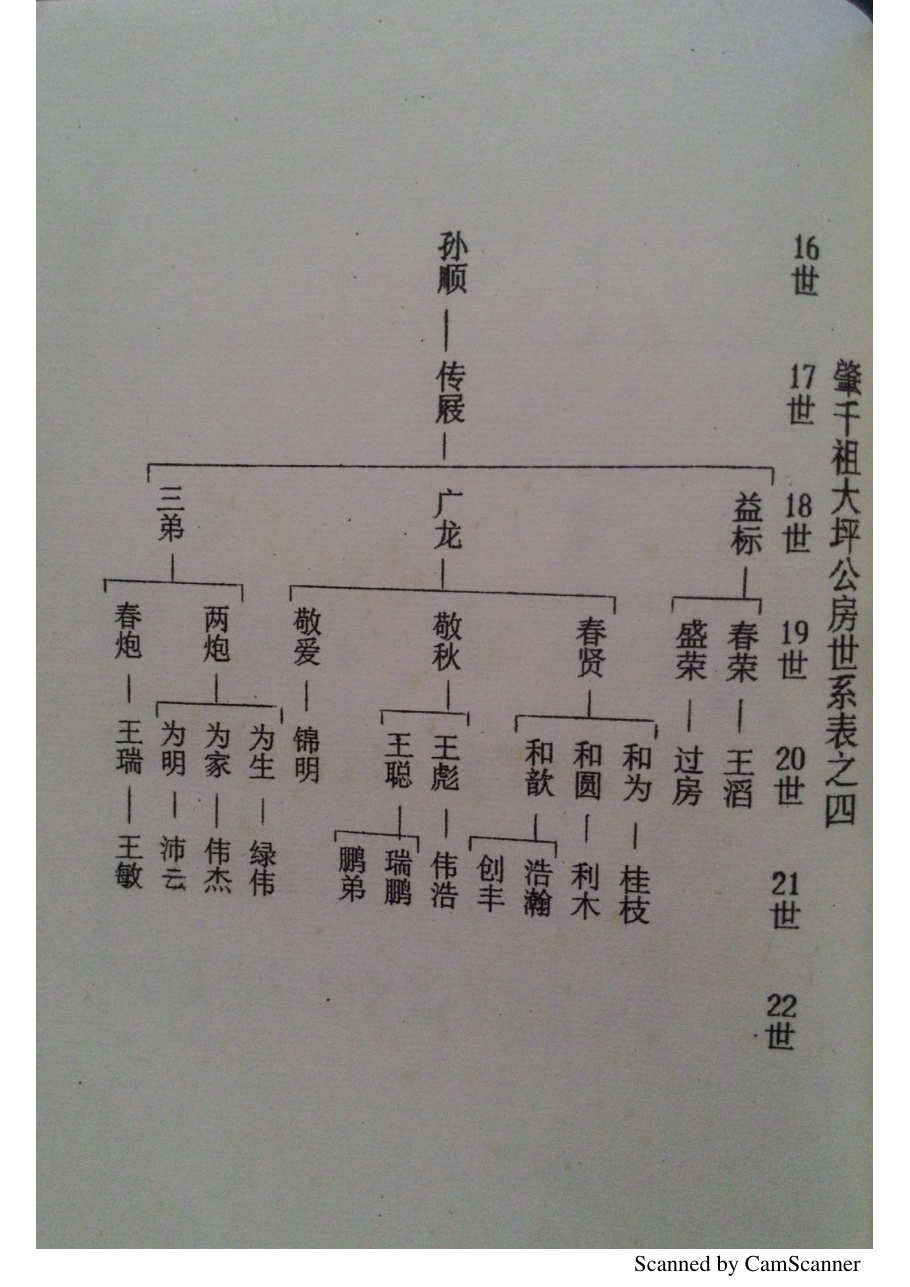 肇千祖大坪公房世系表之四
16世
17世
18世
19世
20世
21世
22世
孙顺
传屐
益标
广龙
三弟
春荣
盛荣
春贤
敬秋
敬爱
两炮
春炮
王滔
过房
和为
和圆
和歆
王彪
王聪
锦明
为生
为家
为明
王瑞
桂枝
利木
浩瀚
创丰
伟浩
瑞鹏
鹏弟
绿伟
伟杰
沛云
王敏
Scanned by CamScanner